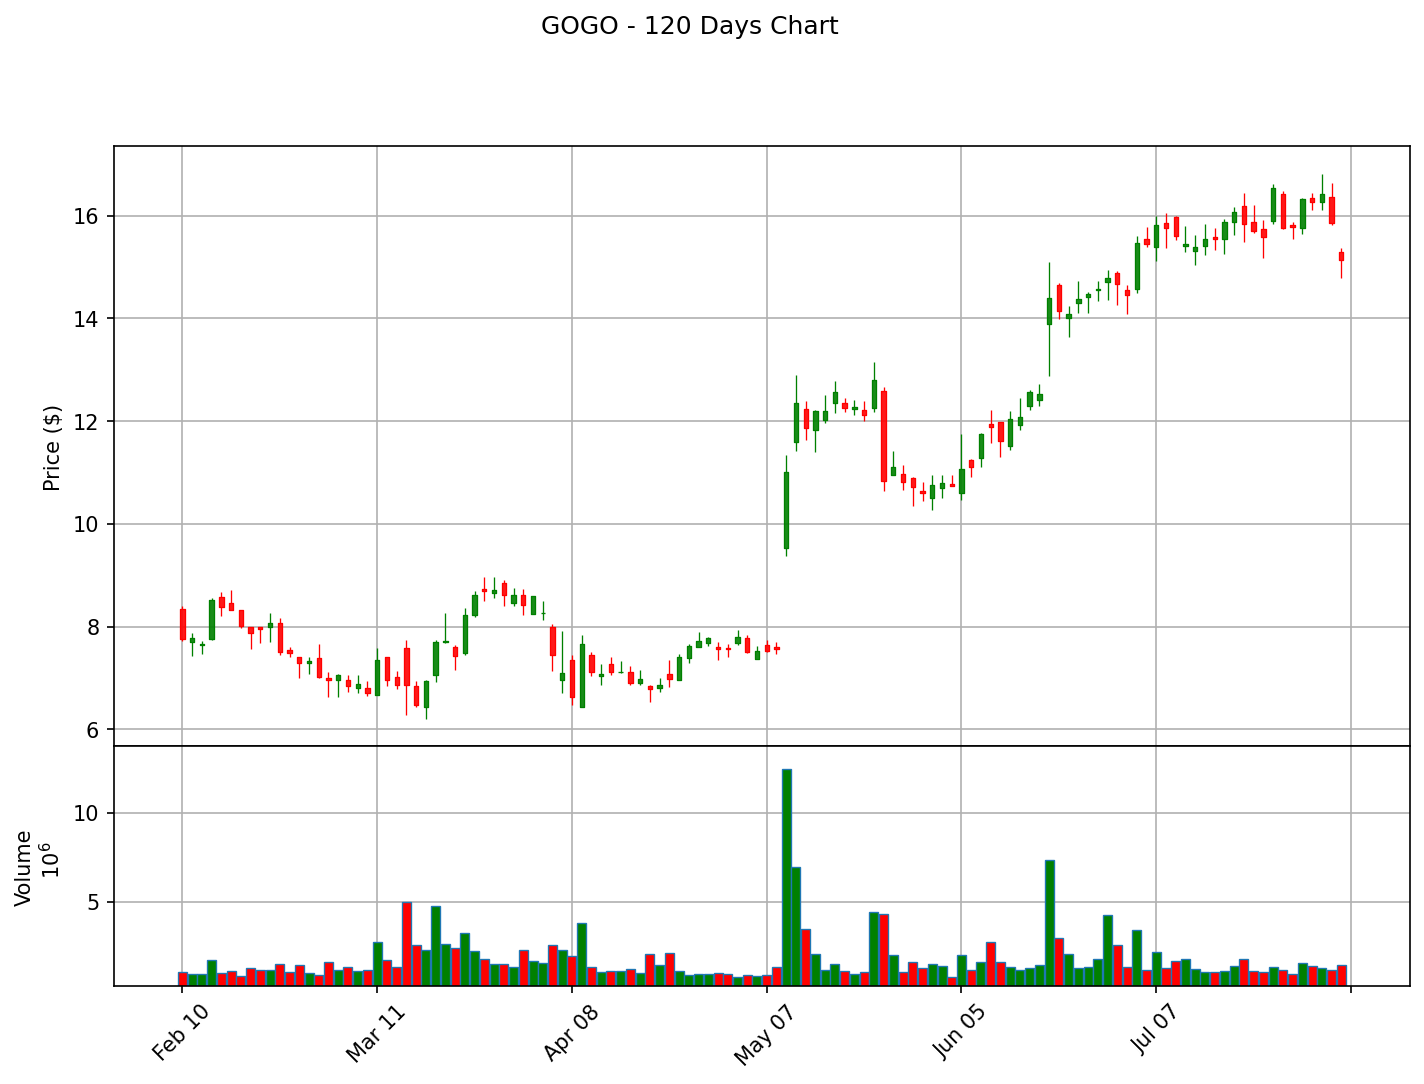 GOGO - 120 Days Chart
Price ($)
16
14
12
10
8
6
Volume
10^6
10
5
Feb 10
Mar 11
Apr 08
May 07
Jun 05
Jul 07